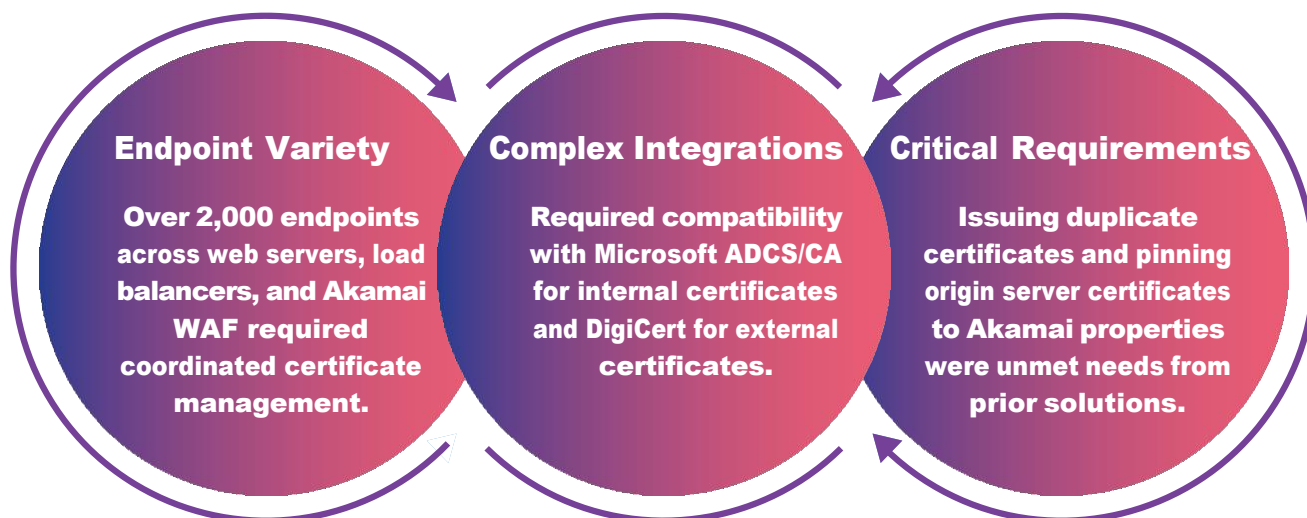 Endpoint Variety
Over 2,000 endpoints
across web servers, load
balancers, and Akamai
WAF required
coordinated certificate
management.
Complex Integrations
Required compatibility
with Microsoft ADCS/CA
for internal certificates
and DigiCert for external
certificates.
Critical Requirements
Issuing duplicate
certificates and pinning
origin server certificates
to Akamai properties
were unmet needs from
prior solutions.